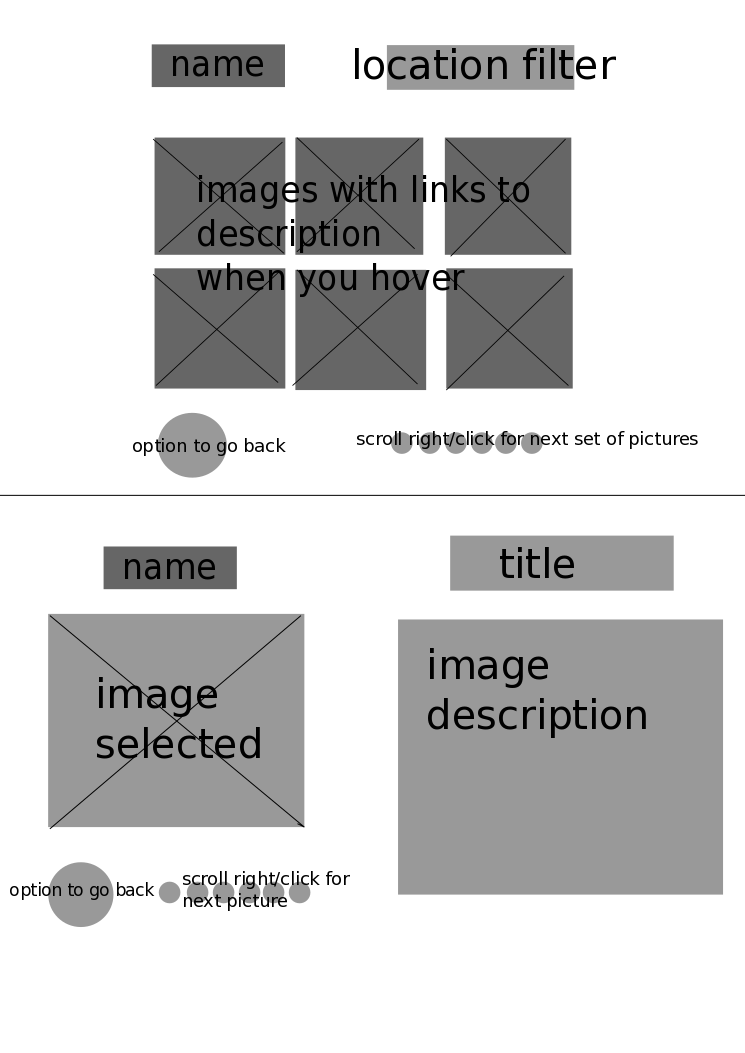 name
location filter
images with links to
description
when you hover
option to go back
scroll right/click for next set of pictures
name
title
image
selected
image
description
option to go back
scroll right/click for
next picture